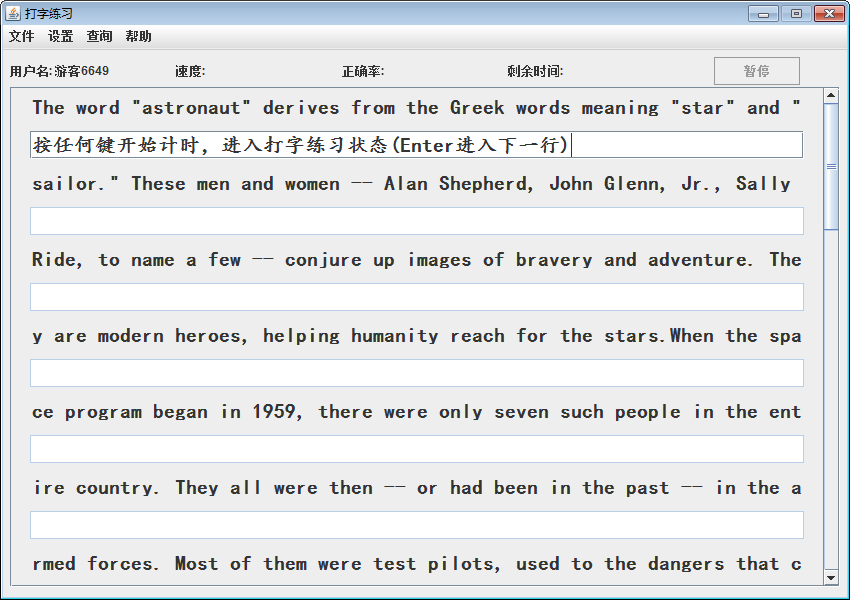 打字练习
文件 设置 查询 帮助
用户名:游客6649 速度: 正确率: 剩余时间: 暂停
The word "astronaut" derives from the Greek words meaning "star" and "
按任何键开始计时，进入打字练习状态(Enter进入下一行)
sailor." These men and women -- Alan Shepherd, John Glenn, Jr., Sally
Ride, to name a few -- conjure up images of bravery and adventure. The
y are modern heroes, helping humanity reach for the stars.When the spa
ce program began in 1959, there were only seven such people in the ent
ire country. They all were then -- or had been in the past -- in the a
rmed forces. Most of them were test pilots, used to the dangers that c